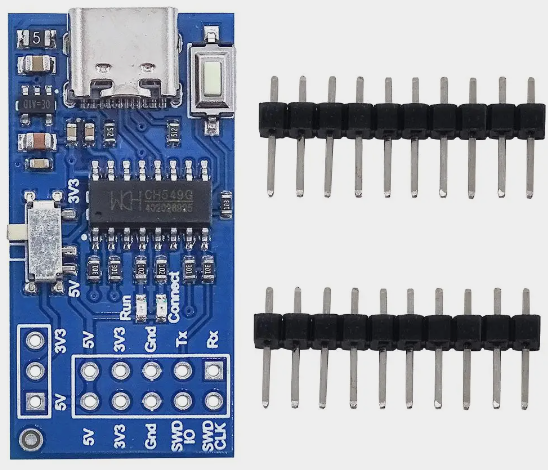 5
3V3
WCH CH549G
5V
Run
Connect
3V3
5V
5V
3V3
Gnd
Tx
Rx
5V
3V3
Gnd
SWD
IO
SWD
CLK